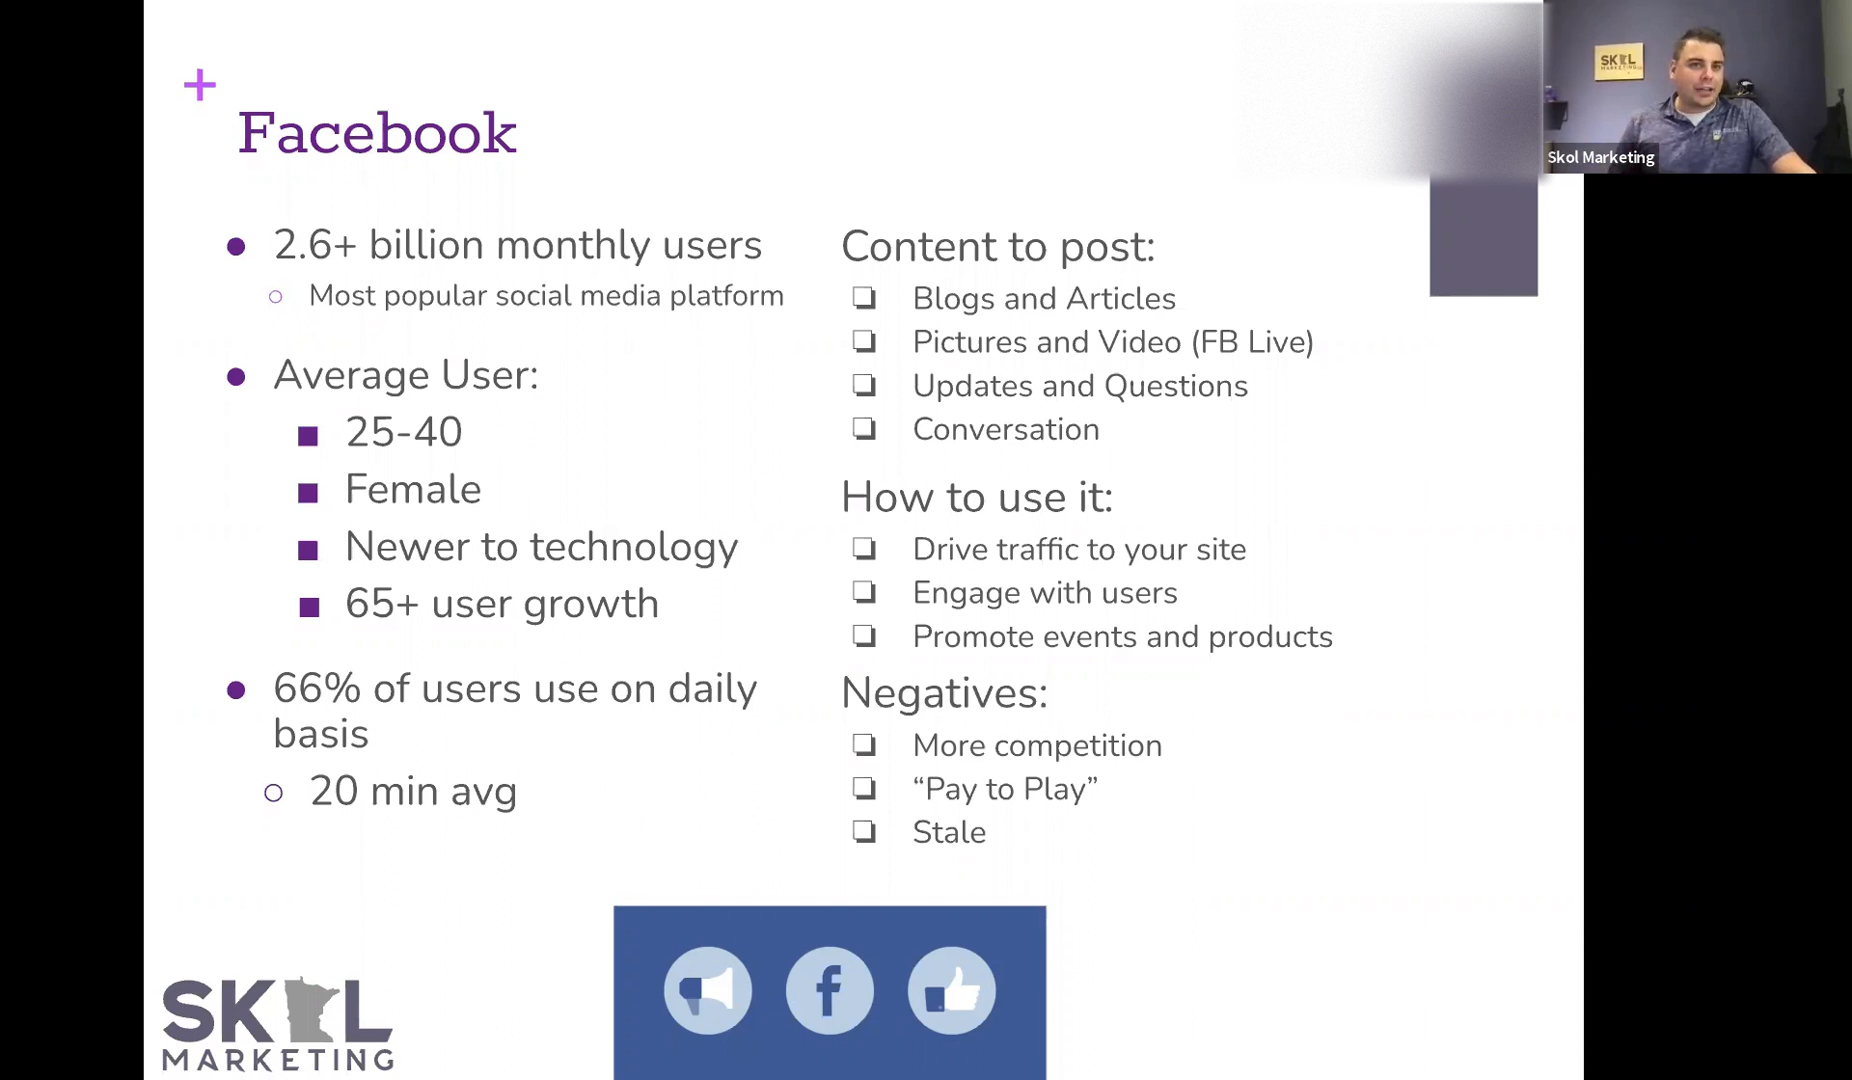 Facebook
2.6+ billion monthly users
Most popular social media platform
Average User:
25-40
Female
Newer to technology
65+ user growth
66% of users use on daily
basis
20 min avg
Content to post:
Blogs and Articles
Pictures and Video (FB Live)
Updates and Questions
Conversation
How to use it:
Drive traffic to your site
Engage with users
Promote events and products
Negatives:
More competition
“Pay to Play”
Stale
SKOL
MARKETING
SKOL
MARKETING
Skol Marketing